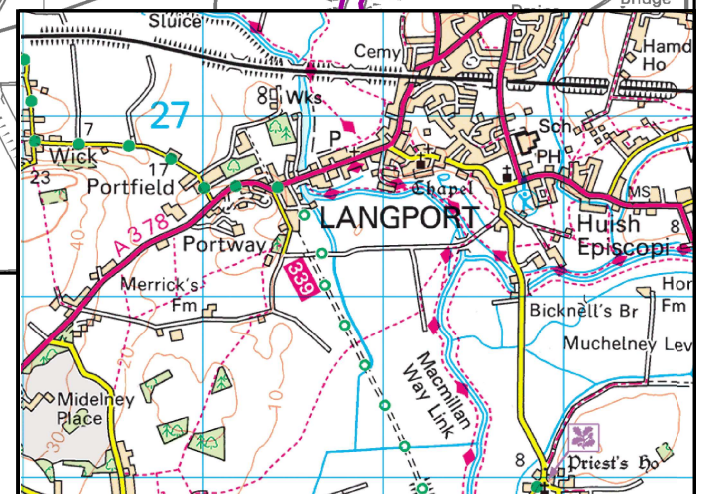 Bridge
Sluice
Cemy
Hamd
Ho
8
Wks
27
P
Sch
7
Wick
PH
17
23
Portfield
Chapel
MS
LANGPORT
A 378
8
Huish
Episcopi
40
Portway
339
Merrick's
Fm
Hor
Fm
Bicknell's Br
Muchelney Lev
20
10
Macmillan
Way Link
Midelney
Place
30
8
Priest's Ho